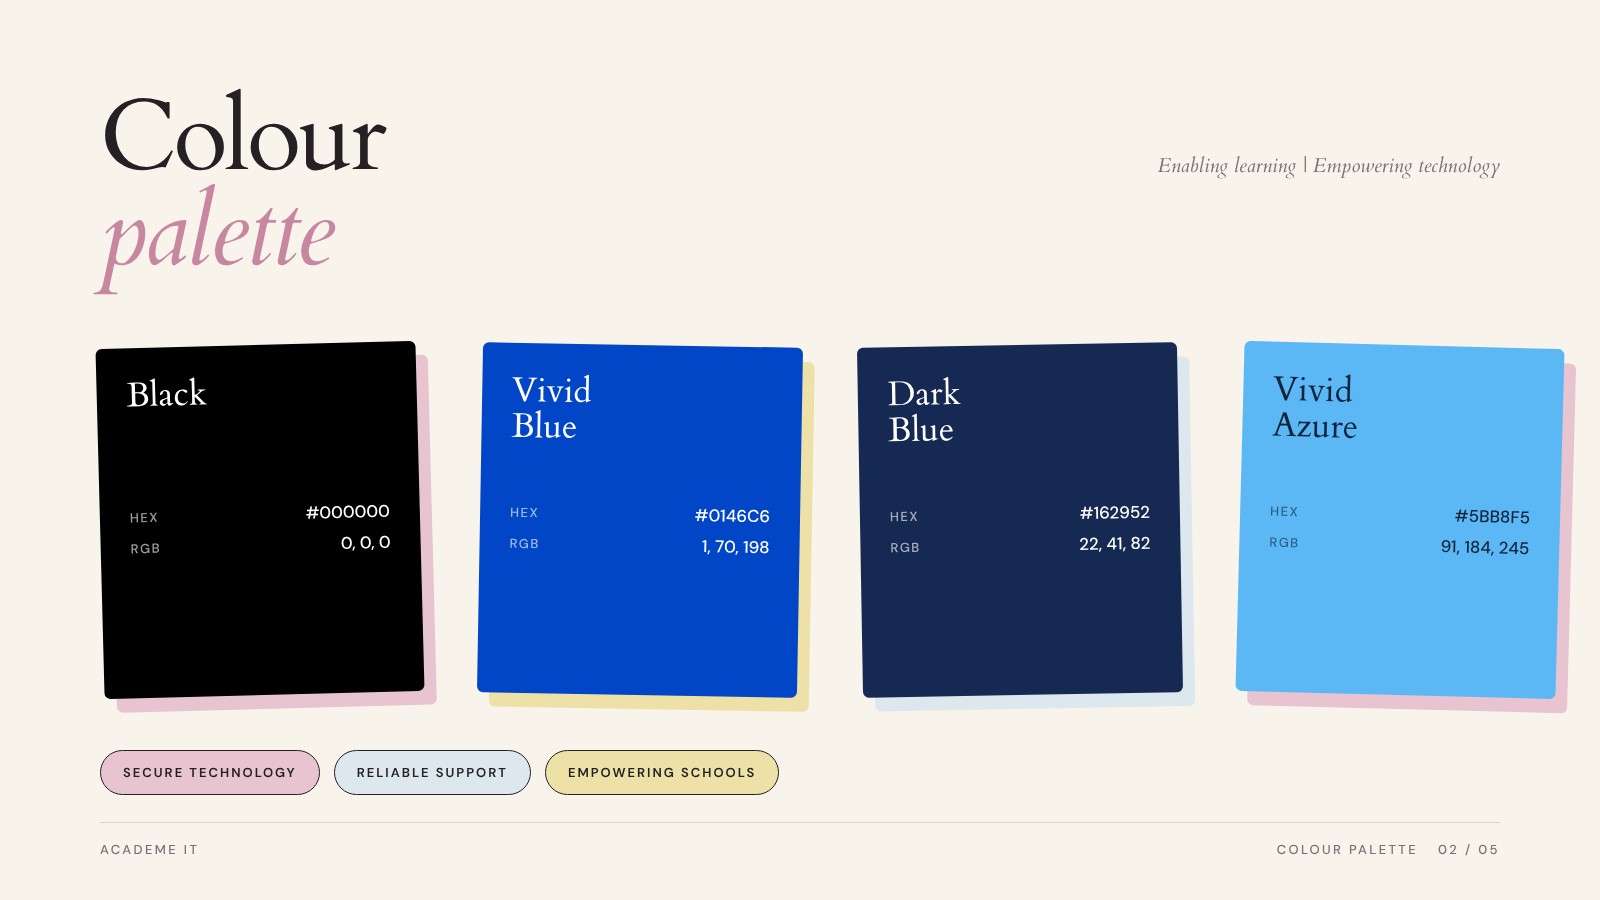 Colour
palette
Enabling learning | Empowering technology
Black
HEX #000000
RGB 0, 0, 0
Vivid
Blue
HEX #0146C6
RGB 1, 70, 198
Dark
Blue
HEX #162952
RGB 22, 41, 82
Vivid
Azure
HEX #5BB8F5
RGB 91, 184, 245
SECURE TECHNOLOGY
RELIABLE SUPPORT
EMPOWERING SCHOOLS
ACADEME IT
COLOUR PALETTE 02 / 05